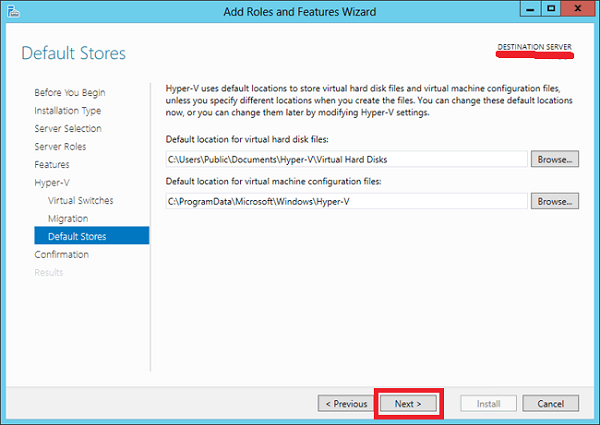 Add Roles and Features Wizard
Default Stores
DESTINATION SERVER
Before You Begin
Installation Type
Server Selection
Server Roles
Features
Hyper-V
Virtual Switches
Migration
Default Stores
Confirmation
Results
Hyper-V uses default locations to store virtual hard disk files and virtual machine configuration files,
unless you specify different locations when you create the files. You can change these default locations
now, or you can change them later by modifying Hyper-V settings.
Default location for virtual hard disk files:
C:\Users\Public\Documents\Hyper-V\Virtual Hard Disks
Browse...
Default location for virtual machine configuration files:
C:\ProgramData\Microsoft\Windows\Hyper-V
Browse...
< Previous
Next >
Install
Cancel